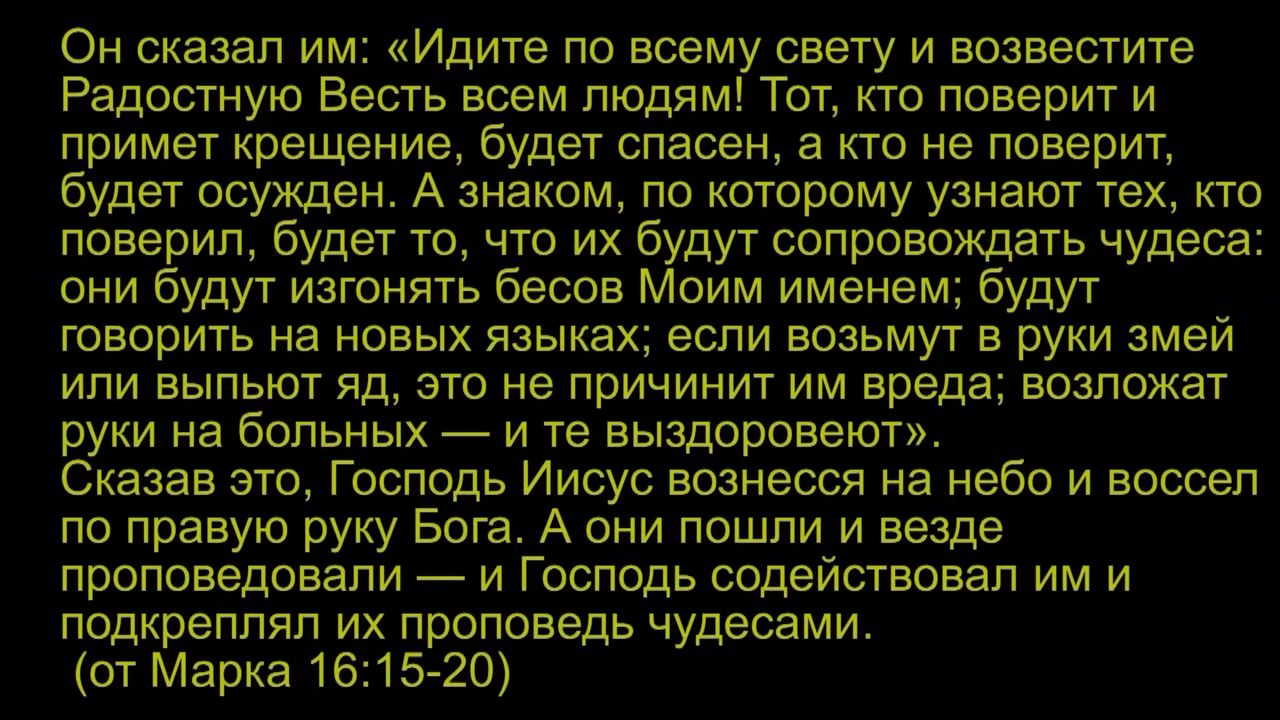 Он сказал им: «Идите по всему свету и возвестите
Радостную Весть всем людям! Тот, кто поверит и
примет крещение, будет спасен, а кто не поверит,
будет осужден. А знаком, по которому узнают тех, кто
поверил, будет то, что их будут сопровождать чудеса:
они будут изгонять бесов Моим именем; будут
говорить на новых языках; если возьмут в руки змей
или выпьют яд, это не причинит им вреда; возложат
руки на больных — и те выздоровеют».
Сказав это, Господь Иисус вознесся на небо и воссел
по правую руку Бога. А они пошли и везде
проповедовали — и Господь содействовал им и
подкреплял их проповедь чудесами.
(от Марка 16:15-20)